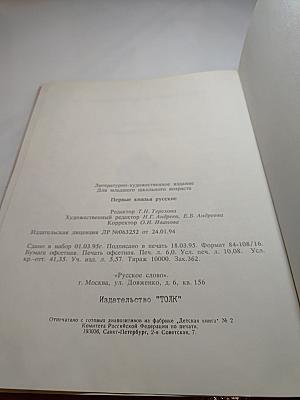 Литературно-художественное издание
Для младшего школьного возраста
Первые князья русские
Редактор Т.Н. Терехова
Художественный редактор Н.Г. Андреев, Е.В. Андреева
Корректор О.И. Иванова
Издательская лицензия ЛР №063252 от 24.01.94
Сдано в набор 01.03.95г. Подписано в печать 18.03.95. Формат 84-108/16.
Бумага офсетная. Печать офсетная. Печ. л. 6,0. Усл. печ. л. 10,08. Усл.
кр.-отт. 41,35. Уч. изд. л. 5,57. Тираж 10000. Зак.362.
«Русское слово».
г. Москва, ул. Довженко, д. 6, кв. 156
Издательство "ТОЛК"
Отпечатано с готовых диапозитивов на фабрике „Детская книга" № 2
Комитета Российской Федерации по печати.
193036, Санкт-Петербург, 2-я Советская, 7.